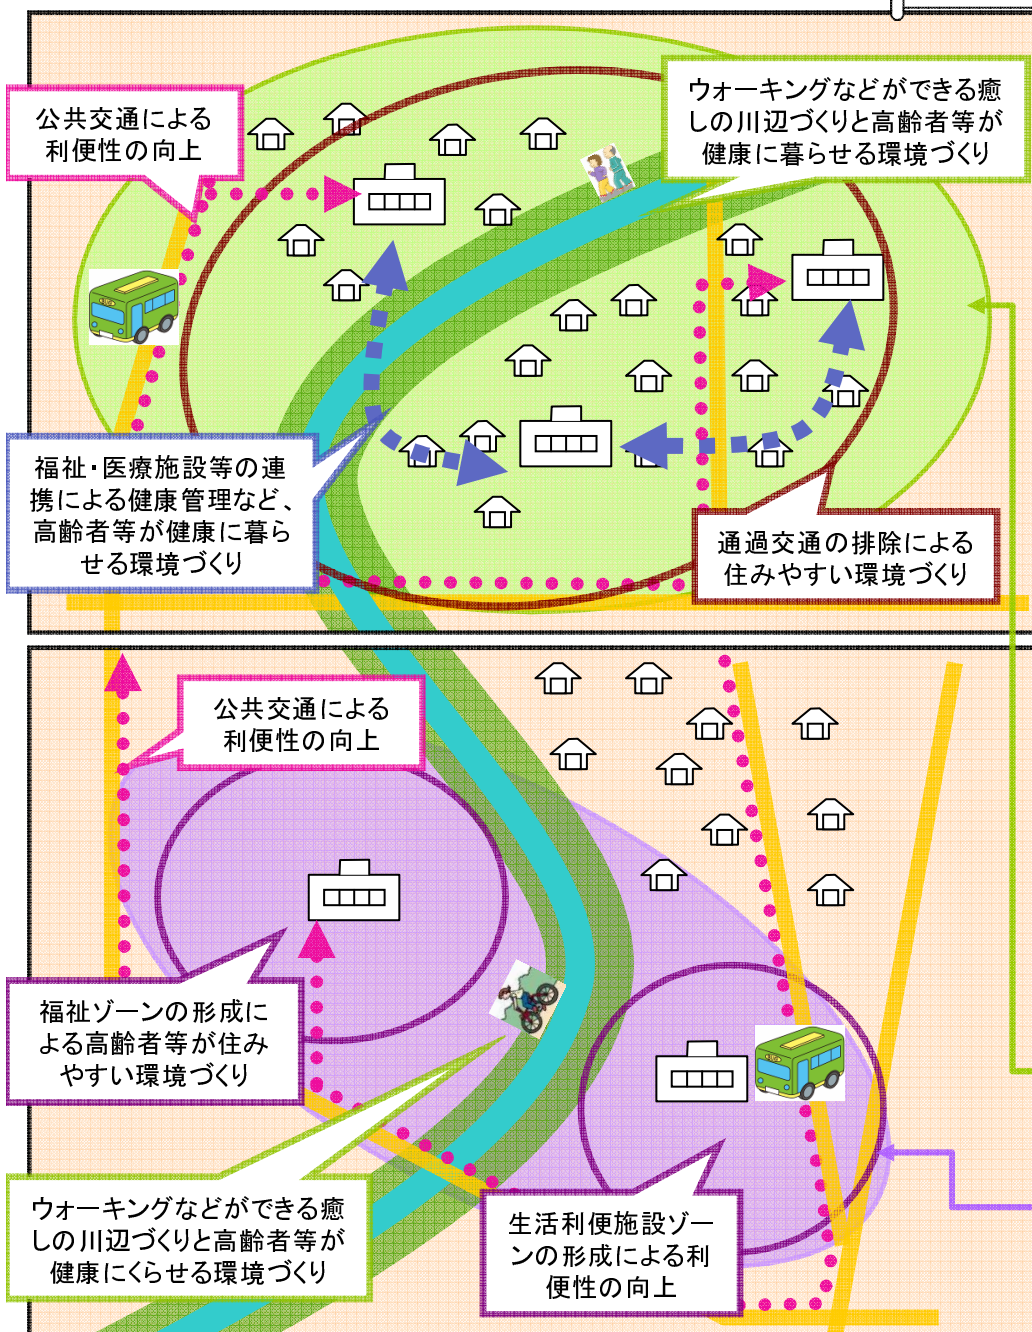 公共交通による
利便性の向上
ウォーキングなどができる癒
しの川辺づくりと高齢者等が
健康に暮らせる環境づくり
福祉・医療施設等の連
携による健康管理など、
高齢者等が健康に暮ら
せる環境づくり
通過交通の排除による
住みやすい環境づくり
公共交通による
利便性の向上
福祉ゾーンの形成に
よる高齢者等が住み
やすい環境づくり
ウォーキングなどができる癒
しの川辺づくりと高齢者等が
健康にくらせる環境づくり
生活利便施設ゾー
ンの形成による利
便性の向上